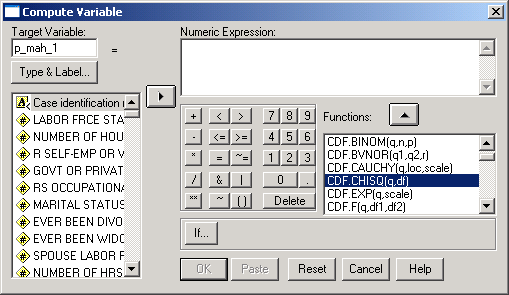 Compute Variable
Target Variable:
p_mah_1
=
Numeric Expression:
Type & Label...
Case identification
LABOR FRCE STA
NUMBER OF HOU
R SELF-EMP OR V
GOVT OR PRIVAT
RS OCCUPATIONA
MARITAL STATUS
EVER BEEN DIVO
EVER BEEN WIDO
SPOUSE LABOR F
NUMBER OF HRS
+ < > 7 8 9
- <= >= 4 5 6
* = ~= 1 2 3
/ & | 0 .
** ~ ( ) Delete
Functions:
CDF.BINOM(q,n,p)
CDF.BVNOR(q1,q2,r)
CDF.CAUCHY(q,loc,scale)
CDF.CHISQ(q,df)
CDF.EXP(q,scale)
CDF.F(q,df1,df2)
If...
OK Paste Reset Cancel Help